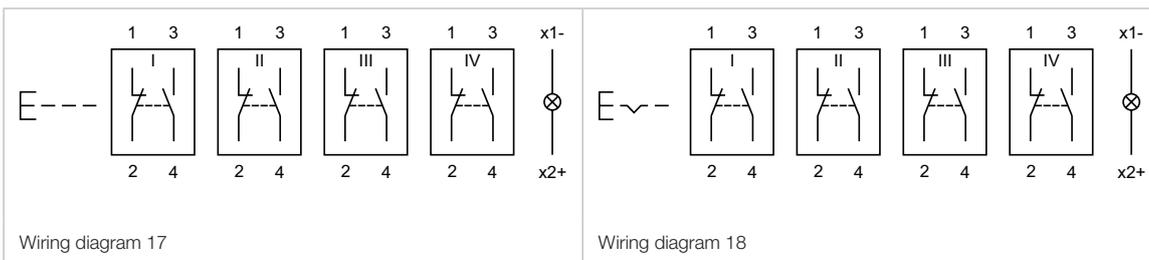 1 3 1 3 1 3 1 3 x1-
I II III IV
2 4 2 4 2 4 2 4 x2+
Wiring diagram 17
1 3 1 3 1 3 1 3 x1-
I II III IV
2 4 2 4 2 4 2 4 x2+
Wiring diagram 18